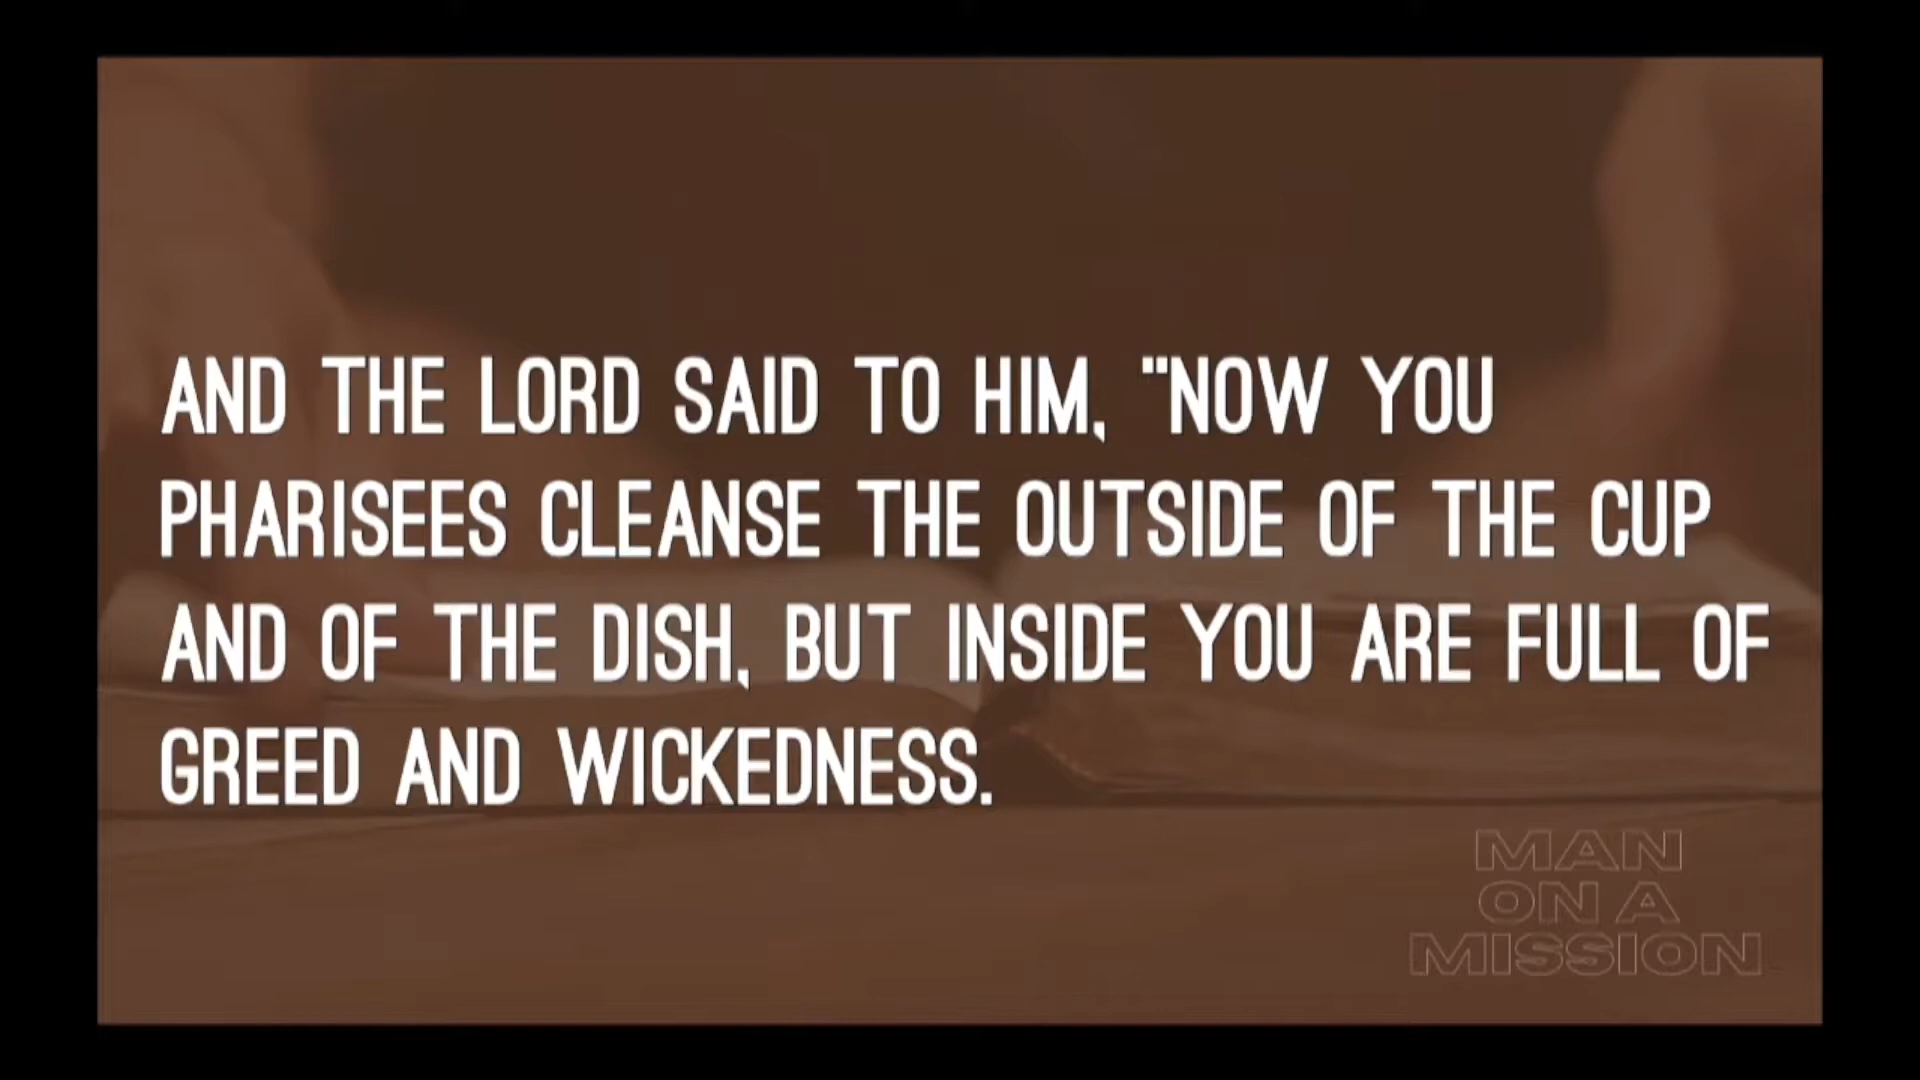 AND THE LORD SAID TO HIM, "NOW YOU
PHARISEES CLEANSE THE OUTSIDE OF THE CUP
AND OF THE DISH, BUT INSIDE YOU ARE FULL OF
GREED AND WICKEDNESS.
MAN
ON A
MISSION